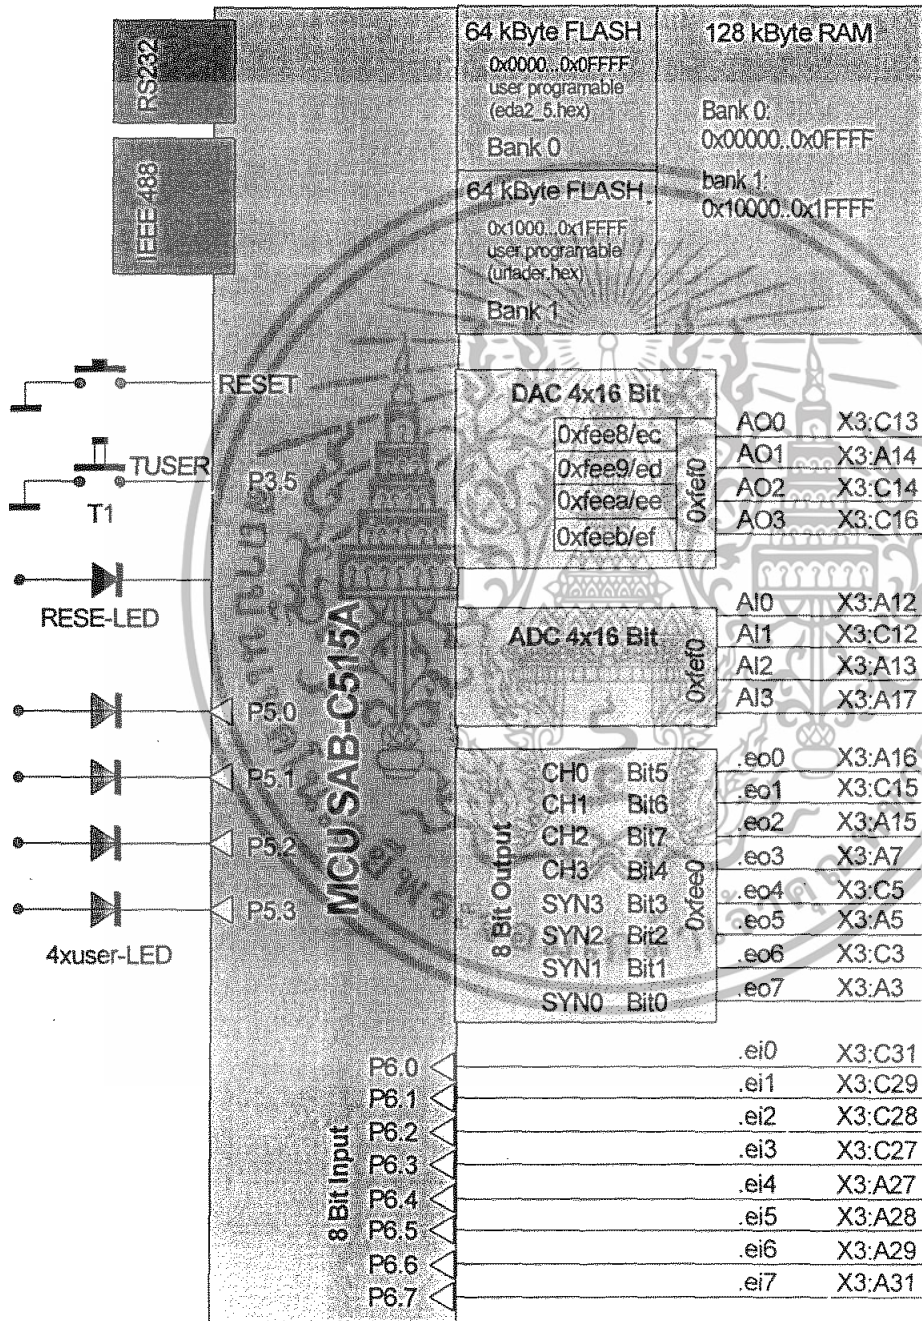 RS232
IEEE 488
64 kByte FLASH
0x0000...0x0FFFF
user programable
(eda2_5.hex)
Bank 0
64 kByte FLASH
0x1000...0x1FFFF
user programable
(urlader.hex)
Bank 1
128 kByte RAM
Bank 0:
0x00000..0x0FFFF
bank 1:
0x10000..0x1FFFF
RESET
TUSER
P3.5
T1
RESE-LED
P5.0
P5.1
P5.2
P5.3
4xuser-LED
MCU SAB-C515A
DAC 4x16 Bit
0xfee8/ec
0xfee9/ed
0xfeea/ee
0xfeeb/ef
0xfef0
AO0 X3:C13
AO1 X3:A14
AO2 X3:C14
AO3 X3:C16
ADC 4x16 Bit
0xfef0
AI0 X3:A12
AI1 X3:C12
AI2 X3:A13
AI3 X3:A17
8 Bit Output
CH0 Bit5
CH1 Bit6
CH2 Bit7
CH3 Bit4
SYN3 Bit3
SYN2 Bit2
SYN1 Bit1
SYN0 Bit0
0xfee0
.eo0 X3:A16
.eo1 X3:C15
.eo2 X3:A15
.eo3 X3:A7
.eo4 X3:C5
.eo5 X3:A5
.eo6 X3:C3
.eo7 X3:A3
8 Bit Input
P6.0 .ei0 X3:C31
P6.1 .ei1 X3:C29
P6.2 .ei2 X3:C28
P6.3 .ei3 X3:C27
P6.4 .ei4 X3:A27
P6.5 .ei5 X3:A28
P6.6 .ei6 X3:A29
P6.7 .ei7 X3:A31